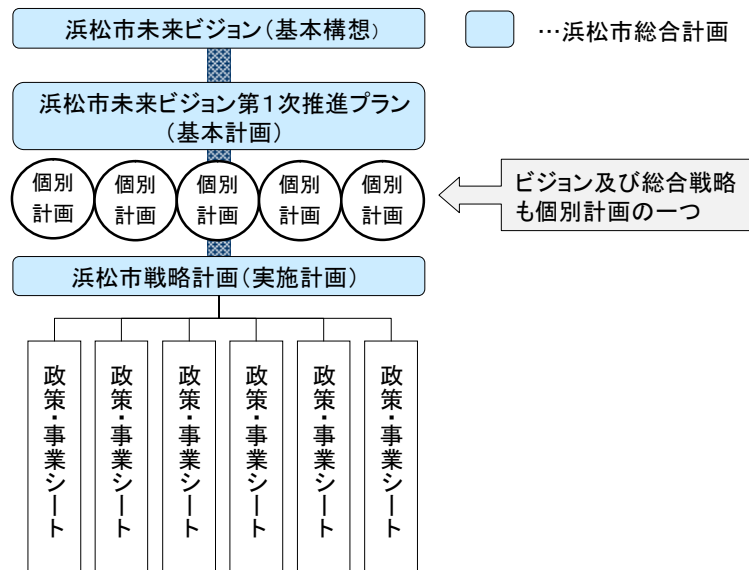 浜松市未来ビジョン(基本構想)
…浜松市総合計画
浜松市未来ビジョン第1次推進プラン
(基本計画)
個別
計画
個別
計画
個別
計画
個別
計画
個別
計画
ビジョン及び総合戦略
も個別計画の一つ
浜松市戦略計画(実施計画)
政策・事業シート
政策・事業シート
政策・事業シート
政策・事業シート
政策・事業シート
政策・事業シート